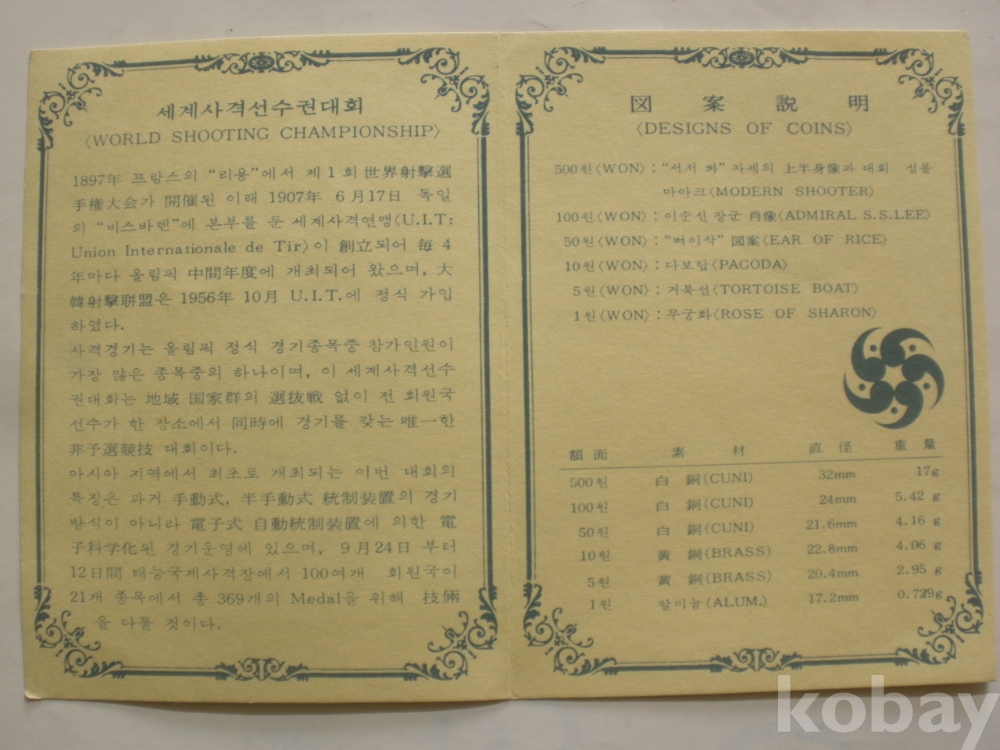 세계사격선수권대회
〈WORLD SHOOTING CHAMPIONSHIP〉
1897年 프랑스의 "리용"에서 제1회 世界射擊選
手權大会가 開催된 이래 1907年 6月17日 독일
의 "비스바덴"에 본부를 둔 세계사격연맹〈U.I.T:
Union Internationale de Tir〉이 創立되어 每4
年마다 올림픽 中間年度에 개최되어 왔으며, 大
韓射擊聯盟은 1956年 10月 U.I.T.에 정식 가입
하였다.
사격경기는 올림픽 정식 경기종목중 참가인원이
가장 많은 종목중의 하나이며, 이 세계사격선수
권대회는 地域 国家群의 選抜戰 없이 전 회원국
선수가 한 장소에서 同時에 경기를 갖는 唯一한
非予選競技 대회이다.
아시아 지역에서 최초로 개최되는 이번 대회의
특징은 과거 手動式, 半手動式 統制装置의 경기
방식이 아니라 電子式 自動統制装置에 의한 電
子科学化된 경기운영에 있으며, 9月24日 부터
12日間 태능국제사격장에서 100여개 회원국이
21개 종목에서 총 369개의 Medal을 위해 技倆
을 다툴 것이다.
図案説明
〈DESIGNS OF COINS〉
500원〈WON〉: "서서 쏴" 자세의 上半身像과 대회 심볼
마아크〈MODERN SHOOTER〉
100원〈WON〉: 이순신 장군 肖像〈ADMIRAL S.S.LEE〉
50원〈WON〉: "벼이삭" 図案〈EAR OF RICE〉
10원〈WON〉: 다보탑〈PAGODA〉
5원〈WON〉: 거북선〈TORTOISE BOAT〉
1원〈WON〉: 무궁화〈ROSE OF SHARON〉
額面 素材 直径 重量
500원 白銅(CUNI) 32mm 17g
100원 白銅(CUNI) 24mm 5.42 g
50원 白銅(CUNI) 21.6mm 4.16 g
10원 黄銅(BRASS) 22.8mm 4.06 g
5원 黄銅(BRASS) 20.4mm 2.95 g
1원 알미늄(ALUM.) 17.2mm
kobay